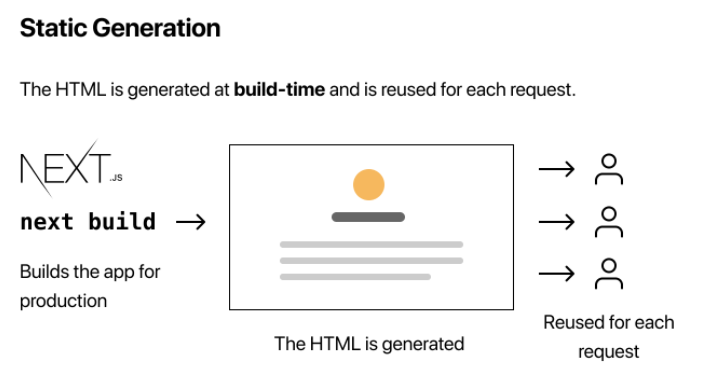 Static Generation
The HTML is generated at build-time and is reused for each request.
NEXT.JS
next build
Builds the app for
production
The HTML is generated
Reused for each
request